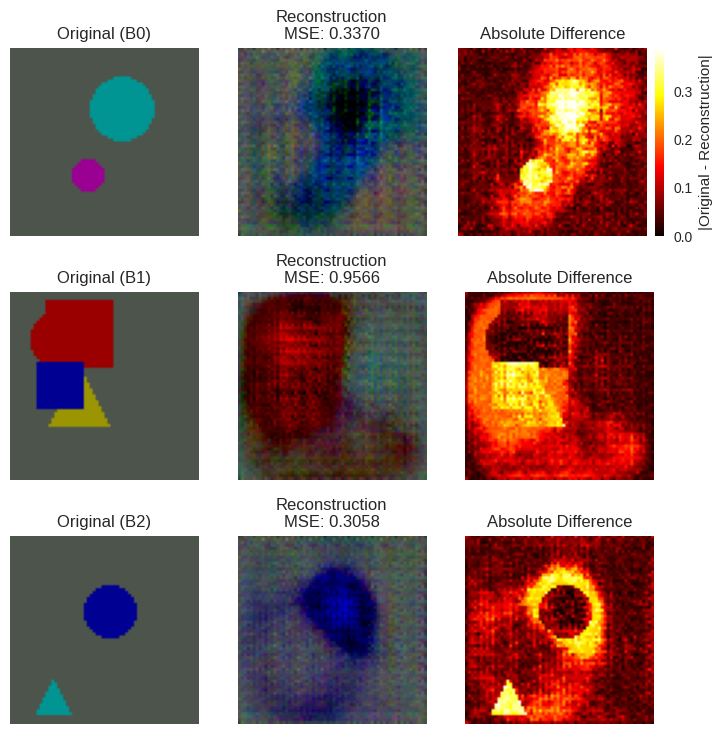 Original (B0)
Reconstruction
MSE: 0.3370
Absolute Difference
0.3
0.2
0.1
0.0
|Original - Reconstruction|
Original (B1)
Reconstruction
MSE: 0.9566
Absolute Difference
Original (B2)
Reconstruction
MSE: 0.3058
Absolute Difference